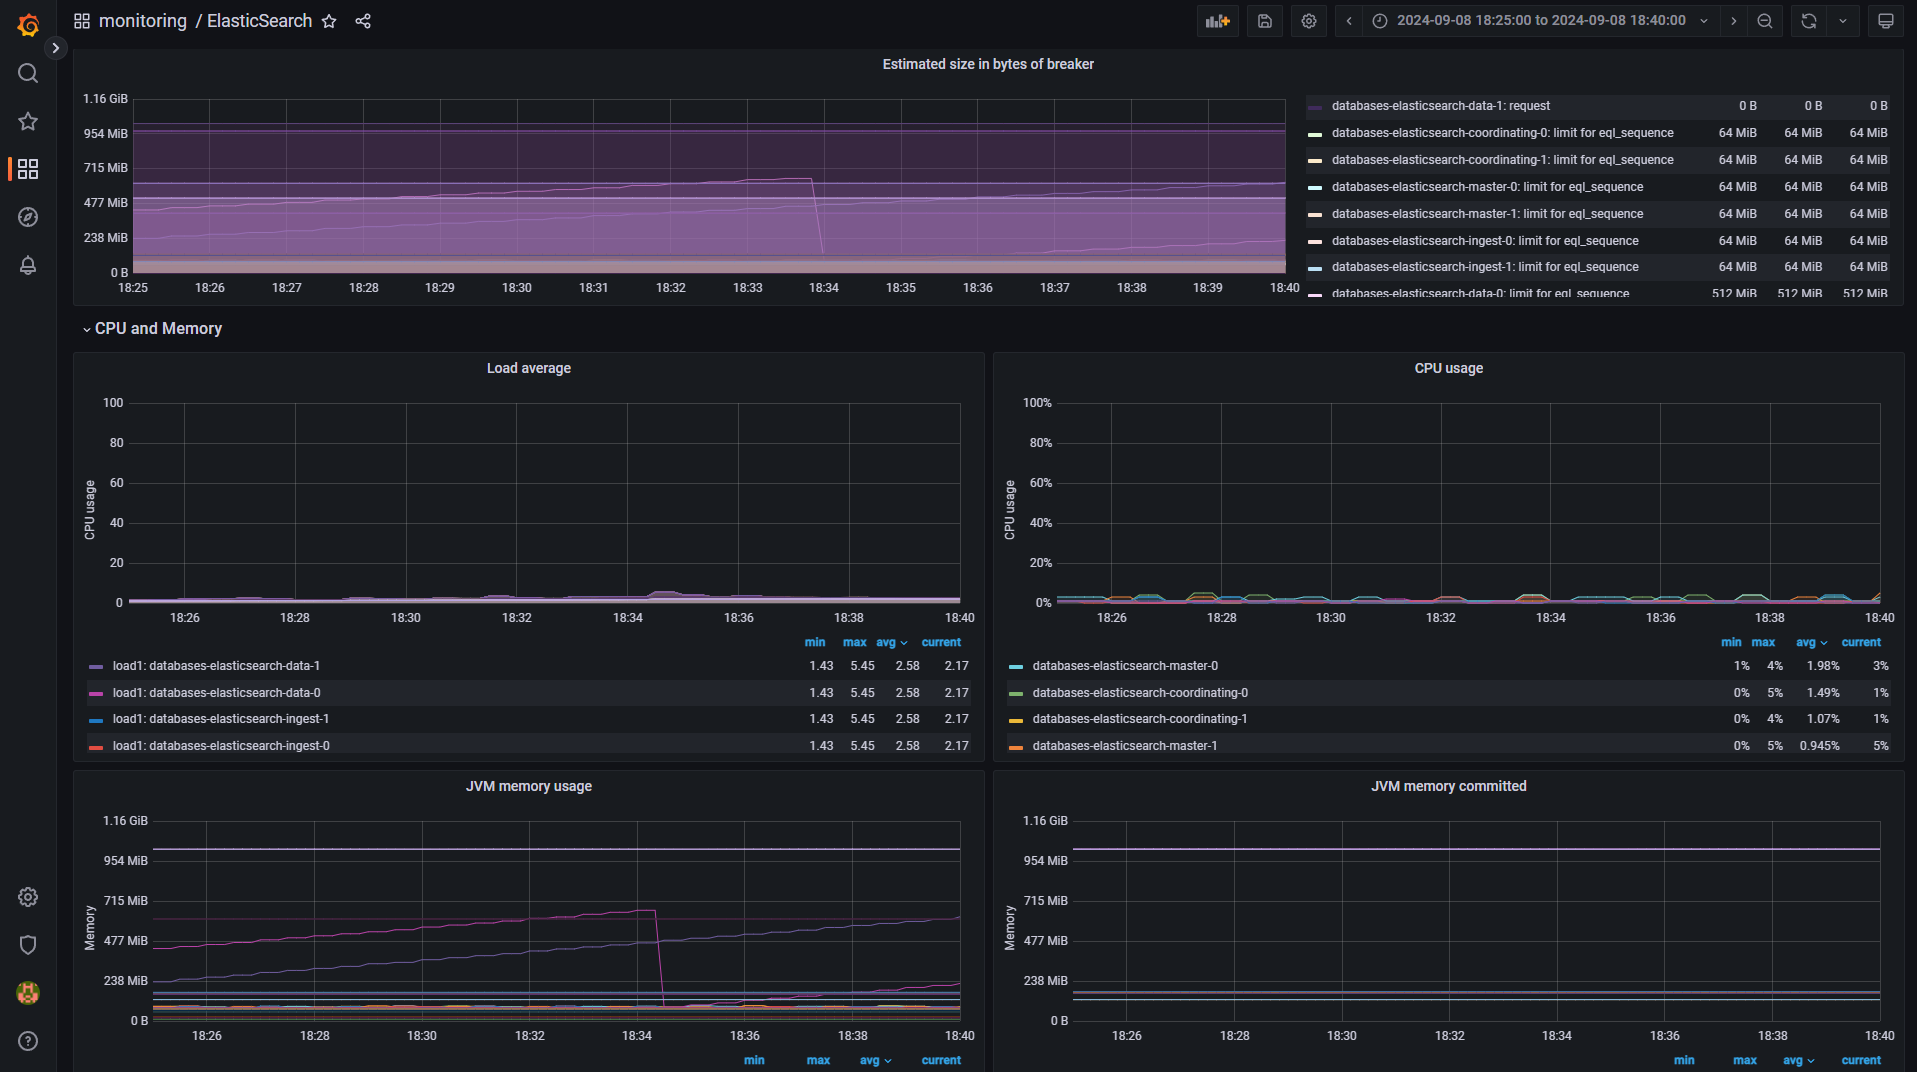 monitoring / ElasticSearch
2024-09-08 18:25:00 to 2024-09-08 18:40:00
Estimated size in bytes of breaker
1.16 GiB
954 MiB
715 MiB
477 MiB
238 MiB
0 B
18:25 18:26 18:27 18:28 18:29 18:30 18:31 18:32 18:33 18:34 18:35 18:36 18:37 18:38 18:39 18:40
databases-elasticsearch-data-1: request 0 B 0 B 0 B
databases-elasticsearch-coordinating-0: limit for eql_sequence 64 MiB 64 MiB 64 MiB
databases-elasticsearch-coordinating-1: limit for eql_sequence 64 MiB 64 MiB 64 MiB
databases-elasticsearch-master-0: limit for eql_sequence 64 MiB 64 MiB 64 MiB
databases-elasticsearch-master-1: limit for eql_sequence 64 MiB 64 MiB 64 MiB
databases-elasticsearch-ingest-0: limit for eql_sequence 64 MiB 64 MiB 64 MiB
databases-elasticsearch-ingest-1: limit for eql_sequence 64 MiB 64 MiB 64 MiB
databases-elasticsearch-data-0: limit for eql_sequence 512 MiB 512 MiB 512 MiB
CPU and Memory
Load average
CPU usage
100
80
60
40
20
0
18:26 18:28 18:30 18:32 18:34 18:36 18:38 18:40
min max avg current
load1: databases-elasticsearch-data-1 1.43 5.45 2.58 2.17
load1: databases-elasticsearch-data-0 1.43 5.45 2.58 2.17
load1: databases-elasticsearch-ingest-1 1.43 5.45 2.58 2.17
load1: databases-elasticsearch-ingest-0 1.43 5.45 2.58 2.17
CPU usage
CPU usage
100%
80%
60%
40%
20%
0%
18:26 18:28 18:30 18:32 18:34 18:36 18:38 18:40
min max avg current
databases-elasticsearch-master-0 1% 4% 1.98% 3%
databases-elasticsearch-coordinating-0 0% 5% 1.49% 1%
databases-elasticsearch-coordinating-1 0% 4% 1.07% 1%
databases-elasticsearch-master-1 0% 5% 0.945% 5%
JVM memory usage
Memory
1.16 GiB
954 MiB
715 MiB
477 MiB
238 MiB
0 B
18:26 18:28 18:30 18:32 18:34 18:36 18:38 18:40
min max avg current
JVM memory committed
Memory
1.16 GiB
954 MiB
715 MiB
477 MiB
238 MiB
0 B
18:26 18:28 18:30 18:32 18:34 18:36 18:38 18:40
min max avg current